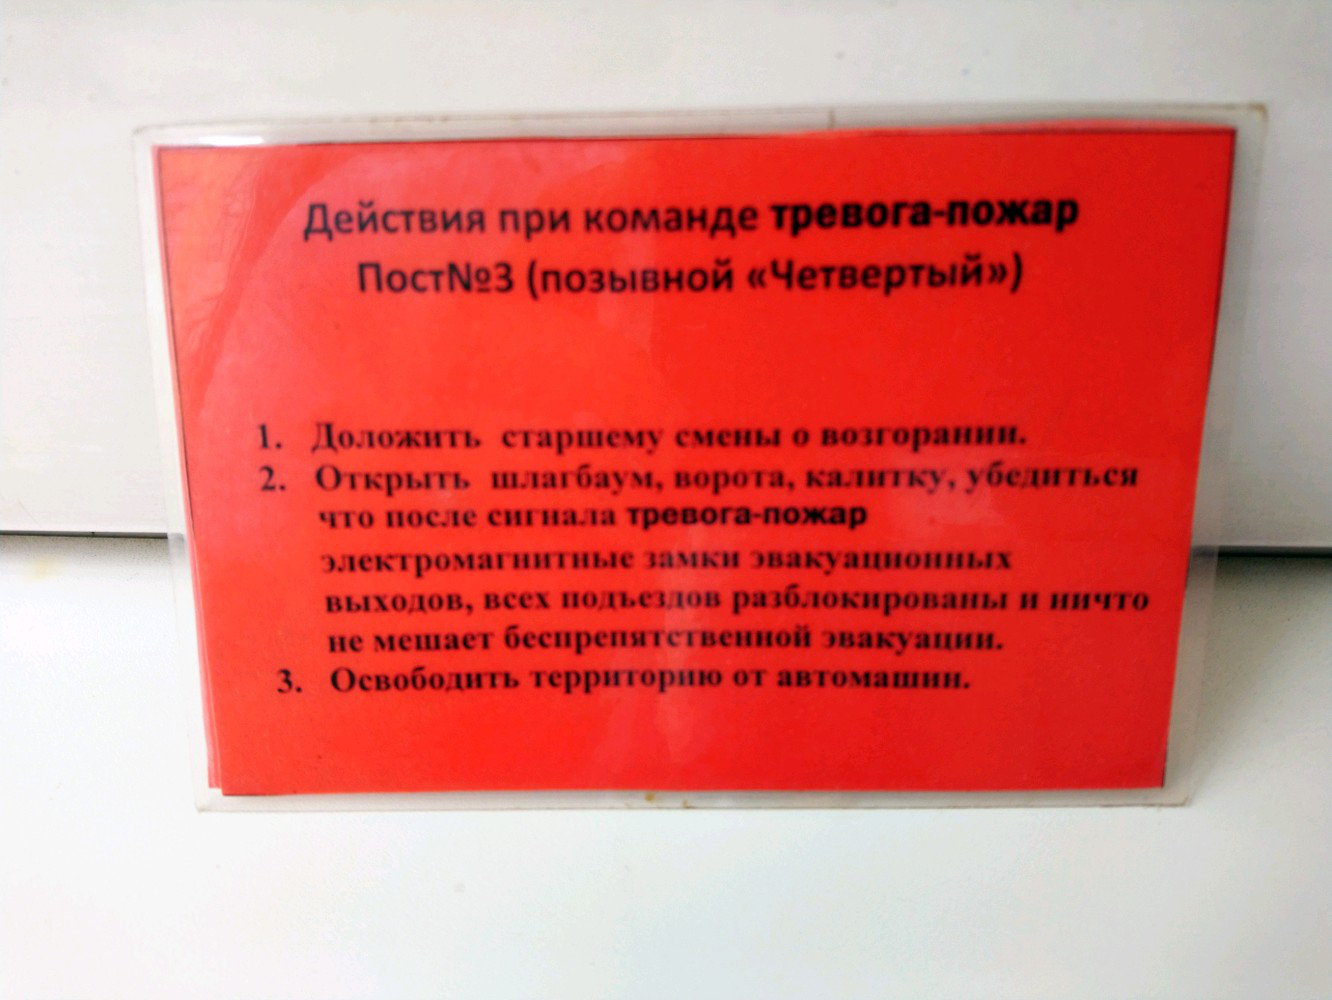 Действия при команде тревога-пожар
Пост№3 (позывной «Четвертый»)
1. Доложить старшему смены о возгорании.
2. Открыть шлагбаум, ворота, калитку, убедиться
что после сигнала тревога-пожар
электромагнитные замки эвакуационных
выходов, всех подъездов разблокированы и ничто
не мешает беспрепятственной эвакуации.
3. Освободить территорию от автомашин.